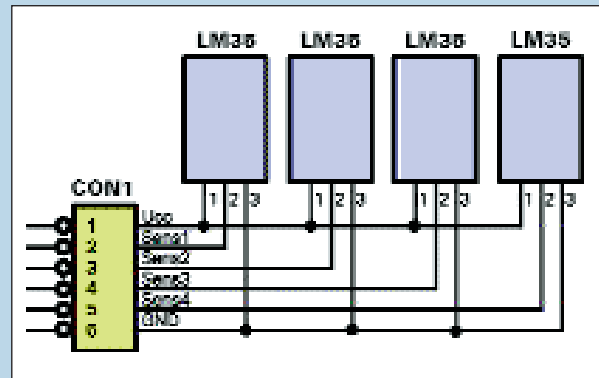 LM35 LM35 LM35 LM35
1 2 3 1 2 3 1 2 3 1 2 3
CON1
1 Ucc
2 Sens1
3 Sens2
4 Sens3
5 Sens4
6 GND